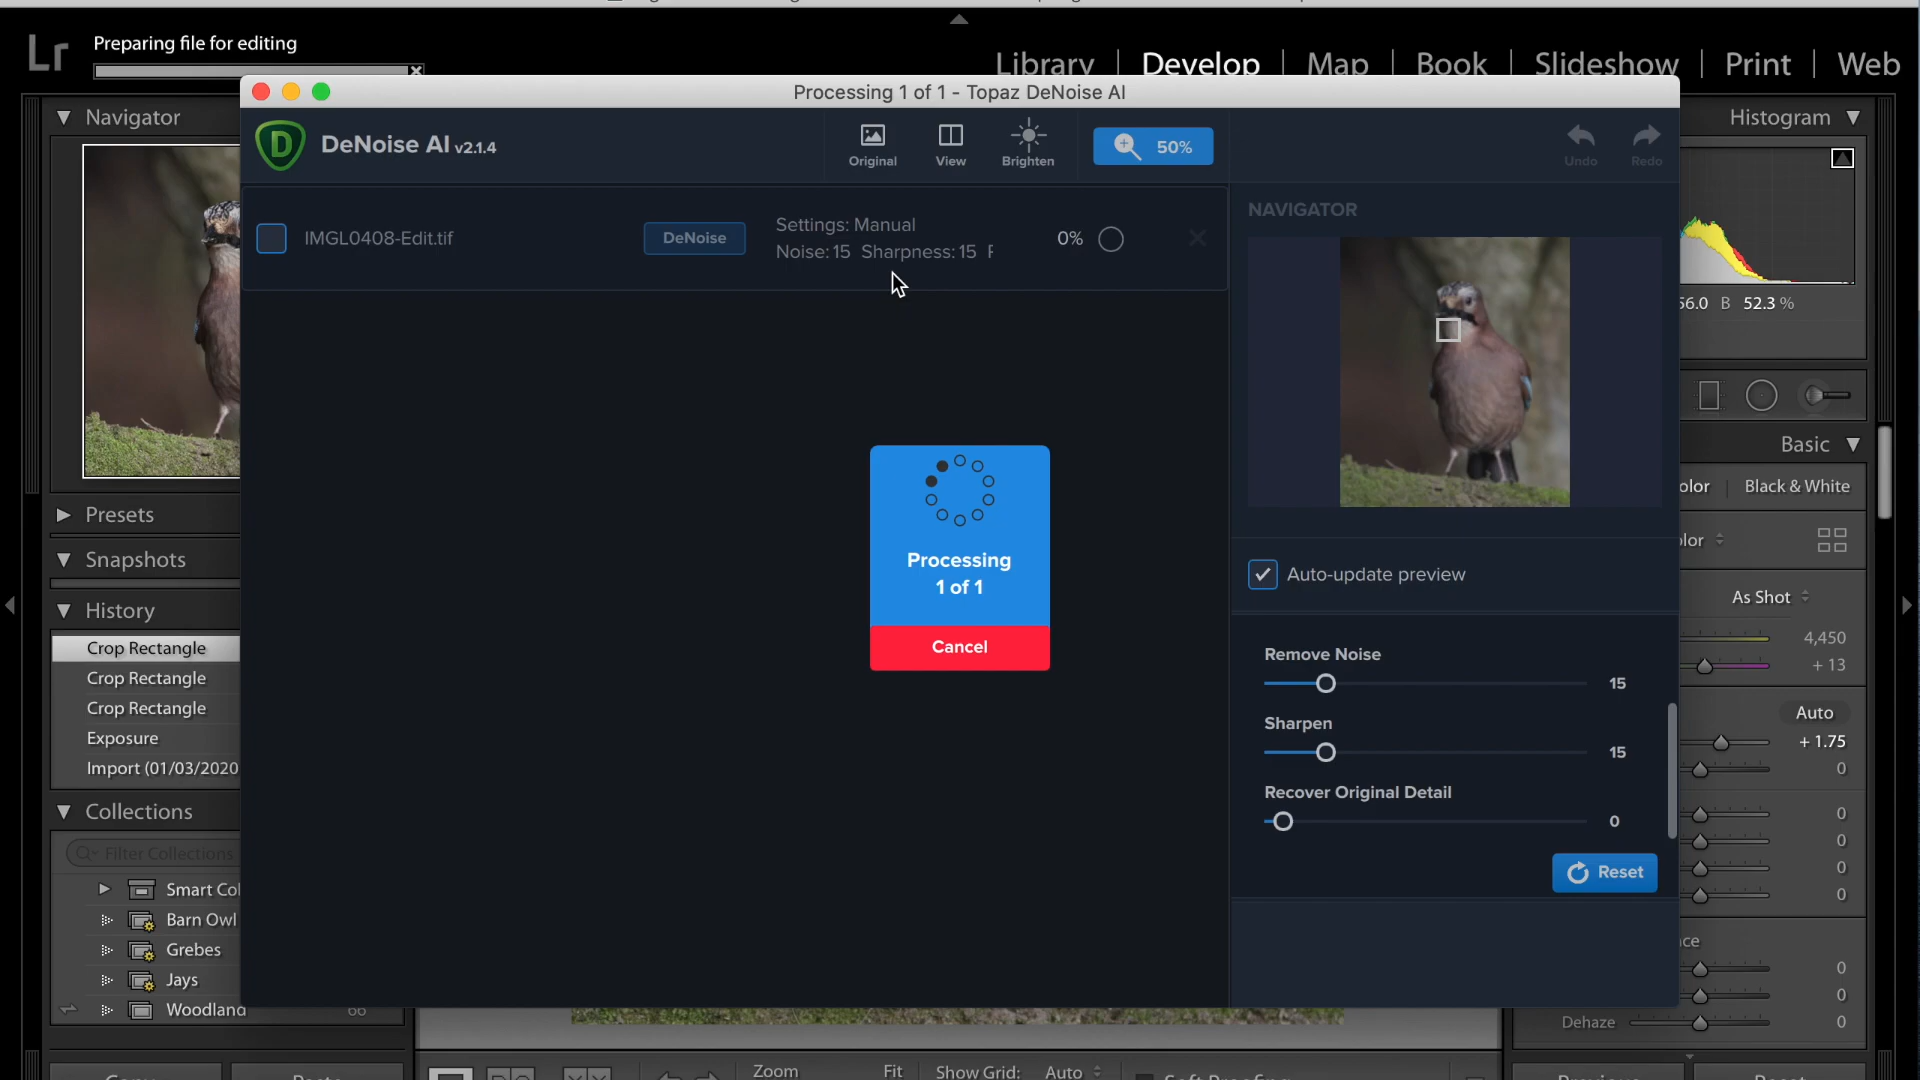 Lr
Preparing file for editing
Library | Develop | Map | Book | Slideshow | Print | Web
Processing 1 of 1 - Topaz DeNoise AI
DeNoise AI v2.1.4
Original
View
Brighten
50%
Undo
Redo
Navigator
Histogram
IMGL0408-Edit.tif
DeNoise
Settings: Manual
Noise: 15 Sharpness: 15
0%
NAVIGATOR
56.0 B 52.3 %
Processing
1 of 1
Cancel
Auto-update preview
Remove Noise
15
Sharpen
15
Recover Original Detail
0
Reset
Basic
Black & White
As Shot
4,450
+ 13
Auto
+ 1.75
0
0
0
0
0
0
0
Dehaze 0
Presets
Snapshots
History
Crop Rectangle
Crop Rectangle
Crop Rectangle
Exposure
Import (01/03/2020
Collections
Filter Collections
Smart Col
Barn Owl
Grebes
Jays
Woodland 66
Zoom Fit Show Grid: Auto